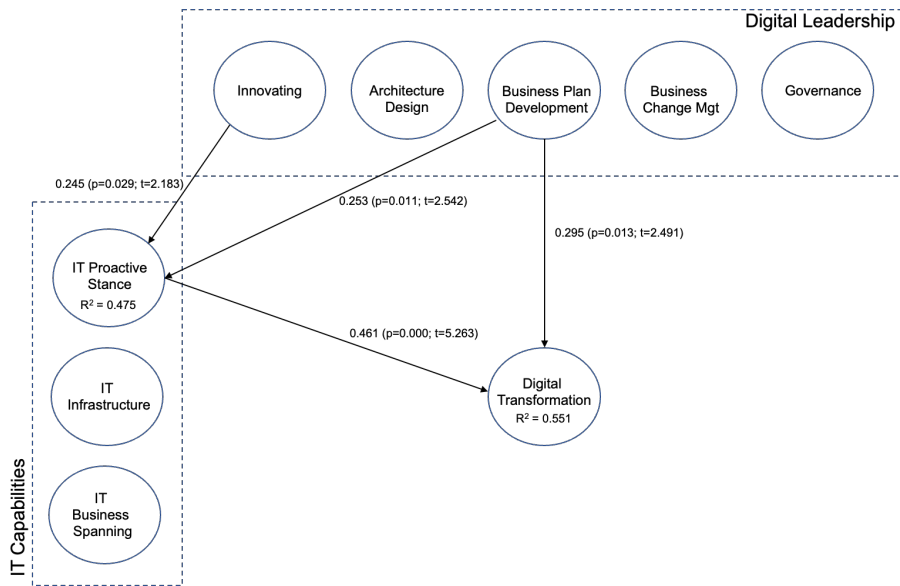 Digital Leadership
Innovating
Architecture
Design
Business Plan
Development
Business
Change Mgt
Governance
0.245 (p=0.029; t=2.183)
0.253 (p=0.011; t=2.542)
0.295 (p=0.013; t=2.491)
IT Proactive
Stance
R² = 0.475
0.461 (p=0.000; t=5.263)
IT
Infrastructure
Digital
Transformation
R² = 0.551
IT
Business
Spanning
IT Capabilities